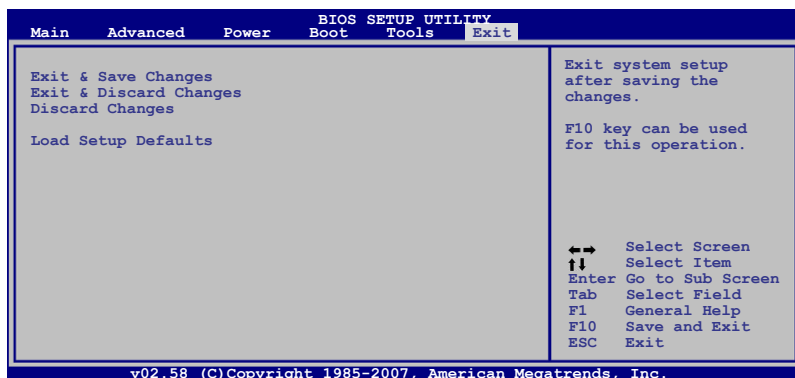 BIOS SETUP UTILITY
Main Advanced Power Boot Tools Exit
Exit & Save Changes
Exit & Discard Changes
Discard Changes
Load Setup Defaults
Exit system setup
after saving the
changes.
F10 key can be used
for this operation.
←→ Select Screen
↑↓ Select Item
Enter Go to Sub Screen
Tab Select Field
F1 General Help
F10 Save and Exit
ESC Exit
v02.58 (C)Copyright 1985-2007, American Megatrends, Inc.